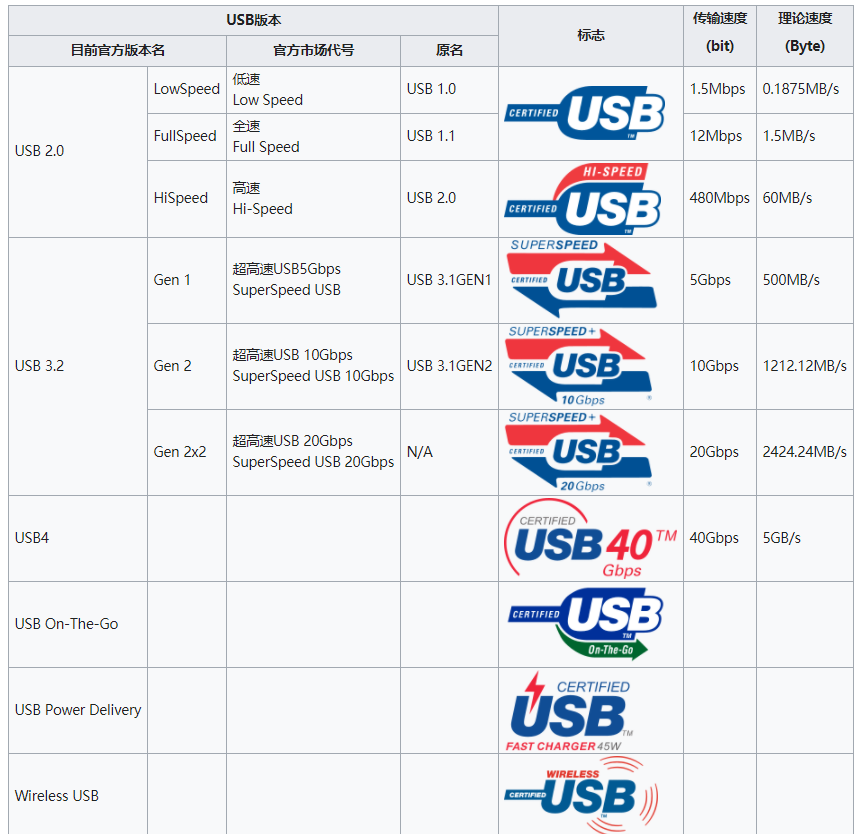 USB版本
标志
传输速度
(bit)
理论速度
(Byte)
目前官方版本名
官方市场代号
原名
USB 2.0
LowSpeed
低速
Low Speed
USB 1.0
CERTIFIED USB TM
1.5Mbps
0.1875MB/s
FullSpeed
全速
Full Speed
USB 1.1
12Mbps
1.5MB/s
HiSpeed
高速
Hi-Speed
USB 2.0
HI-SPEED
CERTIFIED USB TM
480Mbps
60MB/s
USB 3.2
Gen 1
超高速USB5Gbps
SuperSpeed USB
USB 3.1GEN1
SUPERSPEED
CERTIFIED USB
5Gbps
500MB/s
Gen 2
超高速USB 10Gbps
SuperSpeed USB 10Gbps
USB 3.1GEN2
SUPERSPEED+
CERTIFIED USB
10Gbps ®
10Gbps
1212.12MB/s
Gen 2x2
超高速USB 20Gbps
SuperSpeed USB 20Gbps
N/A
SUPERSPEED+
CERTIFIED USB
20Gbps ®
20Gbps
2424.24MB/s
USB4
CERTIFIED
USB 40 TM
Gbps
40Gbps
5GB/s
USB On-The-Go
CERTIFIED USB TM
On-The-Go
USB Power Delivery
CERTIFIED
USB TM
FAST CHARGER 45W
Wireless USB
WIRELESS
CERTIFIED USB TM